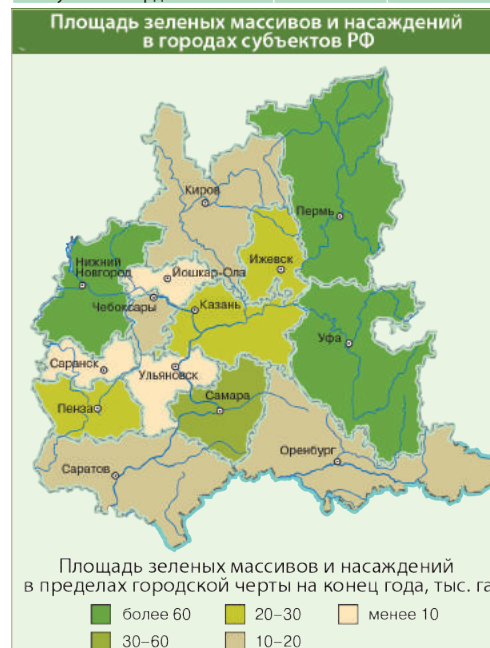 Площадь зеленых массивов и насаждений
в городах субъектов РФ
Киров
Пермь
Нижний
Новгород
Йошкар-Ола
Ижевск
Чебоксары
Казань
Уфа
Саранск
Ульяновск
Пенза
Самара
Саратов
Оренбург
Площадь зеленых массивов и насаждений
в пределах городской черты на конец года, тыс. га
более 60
20–30
менее 10
30–60
10–20